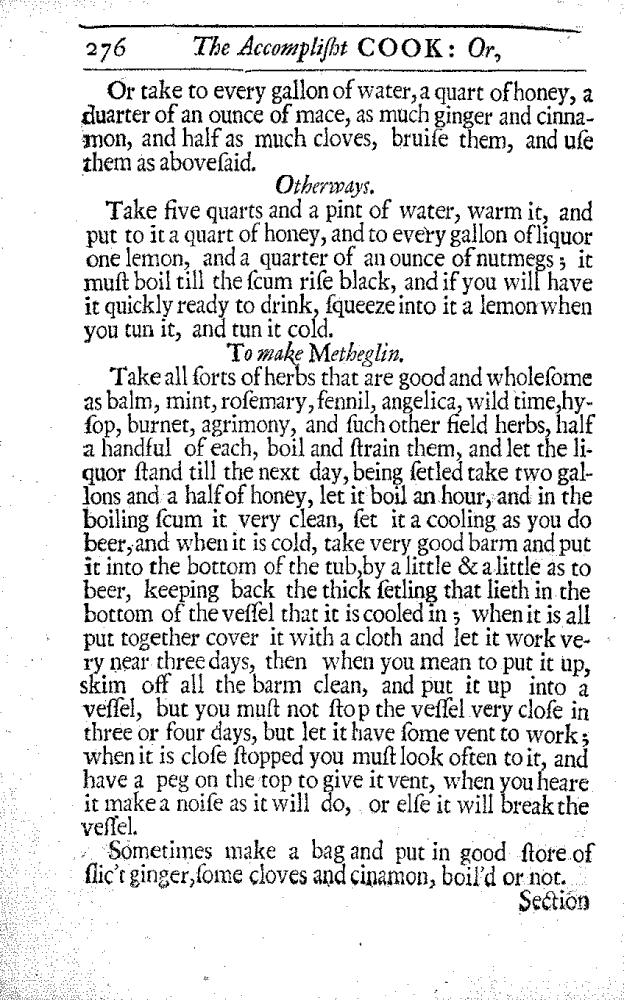 276 The Accompliſht COOK: Or,
Or take to every gallon of water, a quart of honey, a
quarter of an ounce of mace, as much ginger and cinna-
mon, and half as much cloves, bruiſe them, and uſe
them as aboveſaid.
Otherways.
Take five quarts and a pint of water, warm it, and
put to it a quart of honey, and to every gallon of liquor
one lemon, and a quarter of an ounce of nutmegs; it
muſt boil till the ſcum riſe black, and if you will have
it quickly ready to drink, ſqueeze into it a lemon when
you tun it, and tun it cold.
To make Metheglin.
Take all ſorts of herbs that are good and wholeſome
as balm, mint, roſemary, fennil, angelica, wild time, hy-
ſop, burnet, agrimony, and ſuch other field herbs, half
a handful of each, boil and ſtrain them, and let the li-
quor ſtand till the next day, being ſetled take two gal-
lons and a half of honey, let it boil an hour, and in the
boiling ſcum it very clean, ſet it a cooling as you do
beer, and when it is cold, take very good barm and put
it into the bottom of the tub, by a little & a little as to
beer, keeping back the thick ſetling that lieth in the
bottom of the veſſel that it is cooled in; when it is all
put together cover it with a cloth and let it work ve-
ry near three days, then when you mean to put it up,
skim off all the barm clean, and put it up into a
veſſel, but you muſt not ſtop the veſſel very cloſe in
three or four days, but let it have ſome vent to work;
when it is cloſe ſtopped you muſt look often to it, and
have a peg on the top to give it vent, when you heare
it make a noiſe as it will do, or elſe it will break the
veſſel.
Sometimes make a bag and put in good ſtore of
ſlic't ginger, ſome cloves and cinamon, boil'd or not.
Section